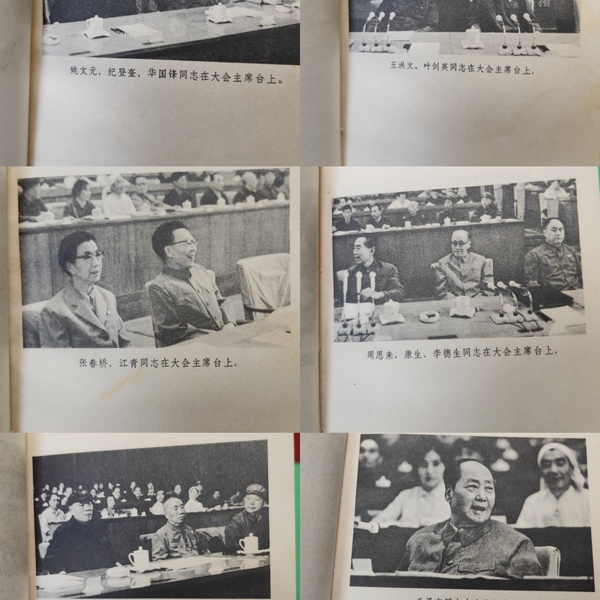 姚文元、纪登奎、华国锋同志在大会主席台上。
王洪文、叶剑英同志在大会主席台上。
张春桥、江青同志在大会主席台上。
周恩来、康生、李德生同志在大会主席台上。